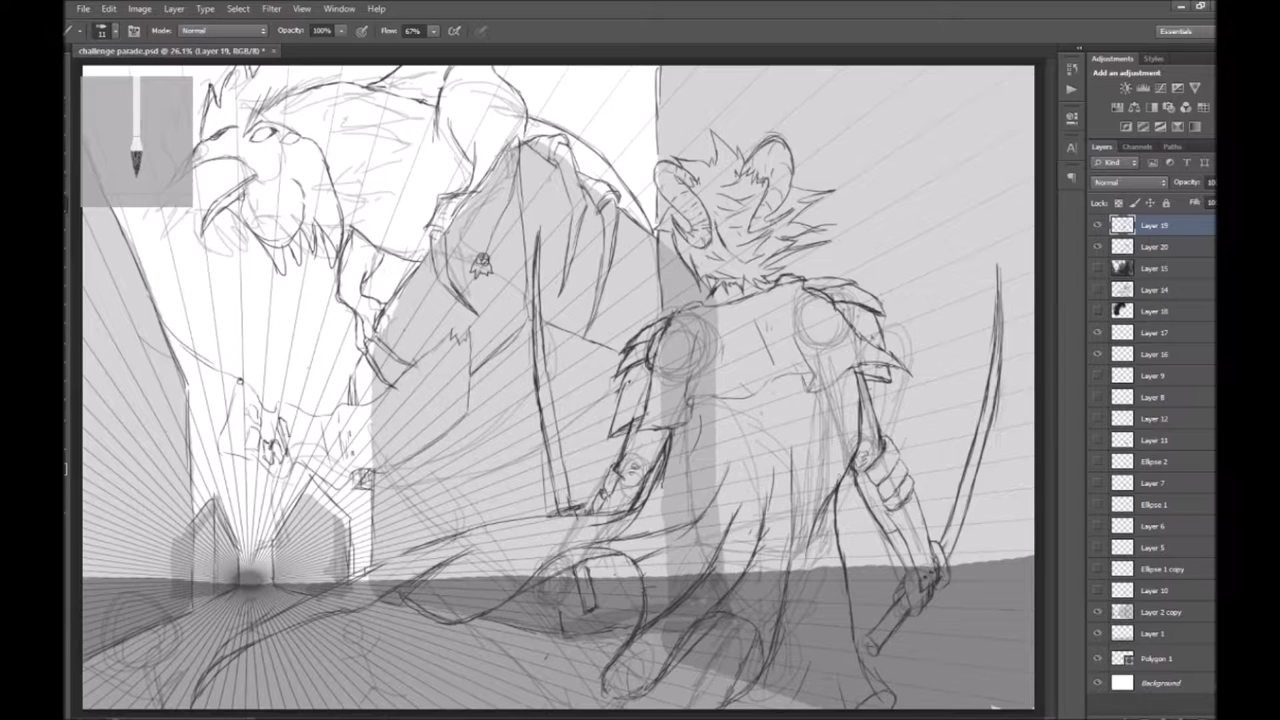 File Edit Image Layer Type Select Filter View Window Help
11 Mode: Normal Opacity: 100% Flow: 67% Essentials
challenge parade.psd @ 26.1% (Layer 19, RGB/8) * ×
Adjustments Styles
Add an adjustment
Layers Channels Paths
Kind
Normal Opacity:
Lock: Fill:
Layer 19
Layer 20
Layer 15
Layer 14
Layer 18
Layer 17
Layer 16
Layer 9
Layer 8
Layer 12
Layer 11
Ellipse 2
Layer 7
Ellipse 1
Layer 6
Layer 5
Ellipse 1 copy
Layer 10
Layer 2 copy
Layer 1
Polygon 1
Background